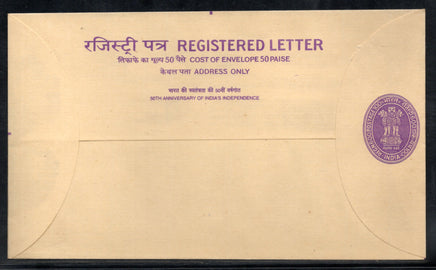 रजिस्ट्री पत्र REGISTERED LETTER
लिफाफे का मूल्य 50 पैसे COST OF ENVELOPE 50 PAISE
केवल पता ADDRESS ONLY
भारत की स्वतंत्रता की 50वीं वर्षगांठ
50TH ANNIVERSARY OF INDIA'S INDEPENDENCE